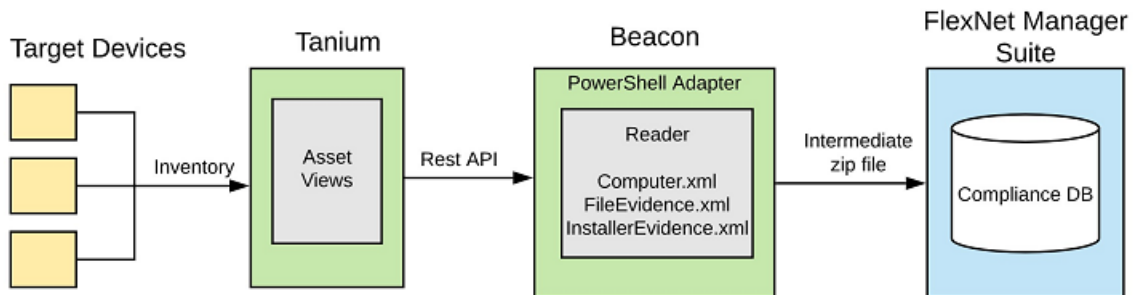 Target Devices
Tanium
Beacon
FlexNet Manager
Suite
Inventory
Asset
Views
Rest API
PowerShell Adapter
Reader
Computer.xml
FileEvidence.xml
InstallerEvidence.xml
Intermediate
zip file
Compliance DB